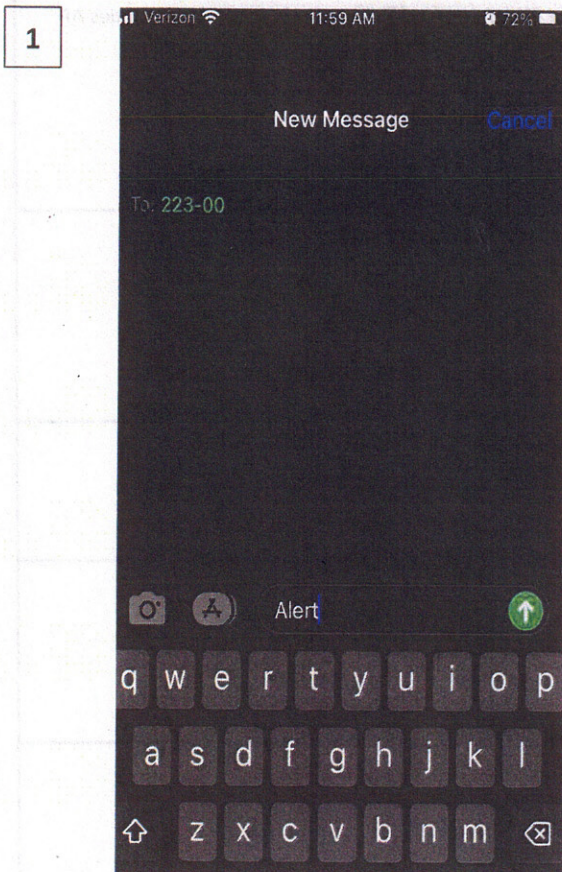 1
Verizon 11:59 AM 72%
New Message Cancel
To: 223-00
Alert
q w e r t y u i o p
a s d f g h j k l
z x c v b n m